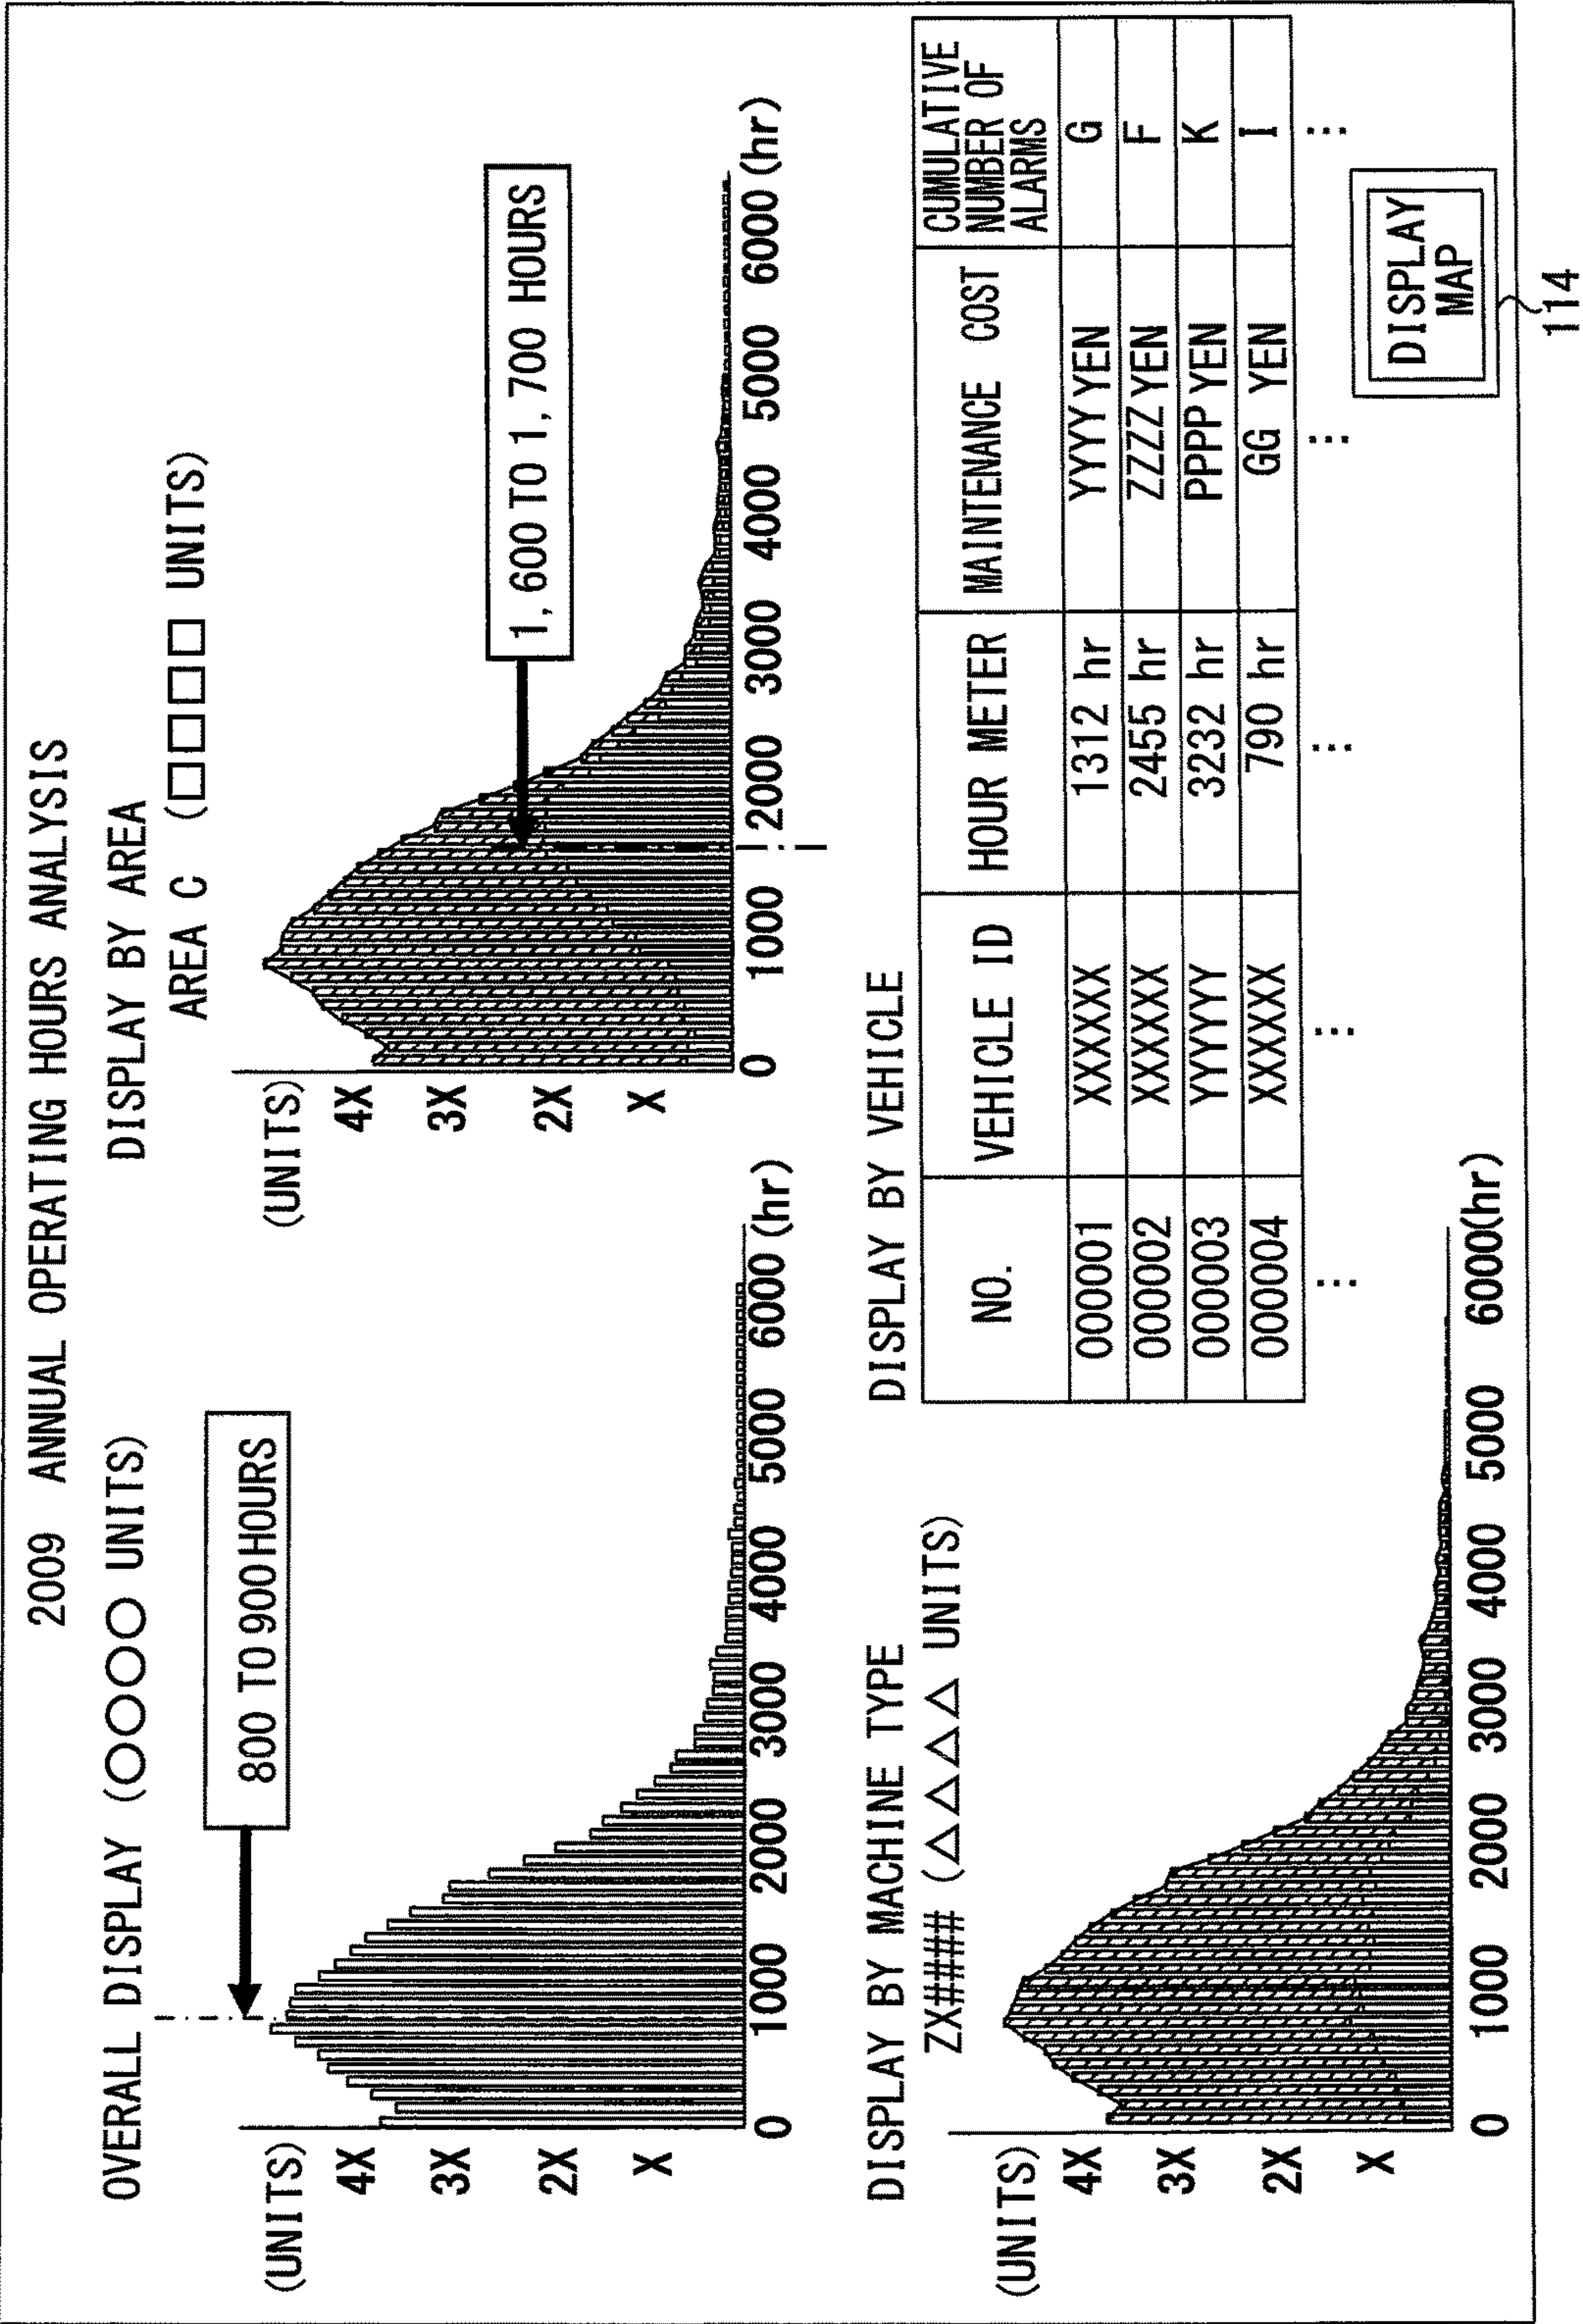 2009 ANNUAL OPERATING HOURS ANALYSIS
OVERALL DISPLAY (○○○○ UNITS)
800 TO 900 HOURS
(UNITS)
4X
3X
2X
X
0 1000 2000 3000 4000 5000 6000 (hr)
DISPLAY BY AREA
AREA C (□□□□ UNITS)
1,600 TO 1,700 HOURS
(UNITS)
4X
3X
2X
X
0 1000 2000 3000 4000 5000 6000 (hr)
DISPLAY BY MACHINE TYPE
ZX#### (△△△△△ UNITS)
(UNITS)
4X
3X
2X
X
0 1000 2000 3000 4000 5000 6000(hr)
DISPLAY BY VEHICLE
NO. VEHICLE ID HOUR METER MAINTENANCE COST CUMULATIVE NUMBER OF ALARMS
000001 XXXXXX 1312 hr YYYY YEN G
000002 XXXXXX 2455 hr ZZZZ YEN F
000003 YYYYYY 3232 hr PPPP YEN K
000004 XXXXXX 790 hr GG YEN I
... ... ... ... ...
DISPLAY
MAP
114